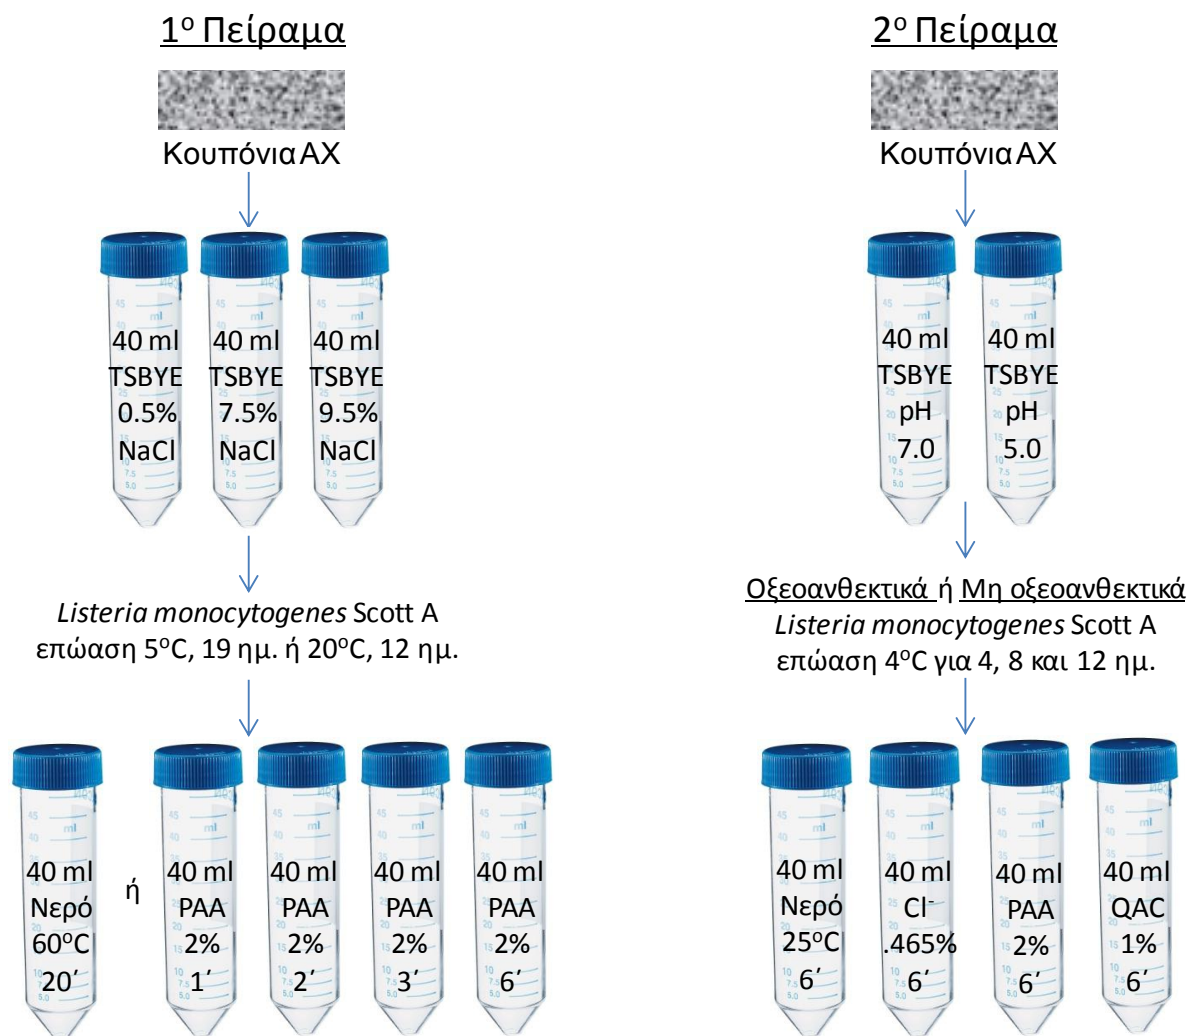 1ο Πείραμα
Κουπόνια ΑΧ
40 ml
TSBYE
0.5%
NaCl
40 ml
TSBYE
7.5%
NaCl
40 ml
TSBYE
9.5%
NaCl
Listeria monocytogenes Scott A
επώαση 5οC, 19 ημ. ή 20οC, 12 ημ.
40 ml
Νερό
60οC
20′
ή
40 ml
PAA
2%
1′
40 ml
PAA
2%
2′
40 ml
PAA
2%
3′
40 ml
PAA
2%
6′
2ο Πείραμα
Κουπόνια ΑΧ
40 ml
TSBYE
pH
7.0
40 ml
TSBYE
pH
5.0
Οξεοανθεκτικά ή Μη οξεοανθεκτικά
Listeria monocytogenes Scott A
επώαση 4οC για 4, 8 και 12 ημ.
40 ml
Νερό
25οC
6′
40 ml
Cl-
.465%
6′
40 ml
PAA
2%
6′
40 ml
QAC
1%
6′